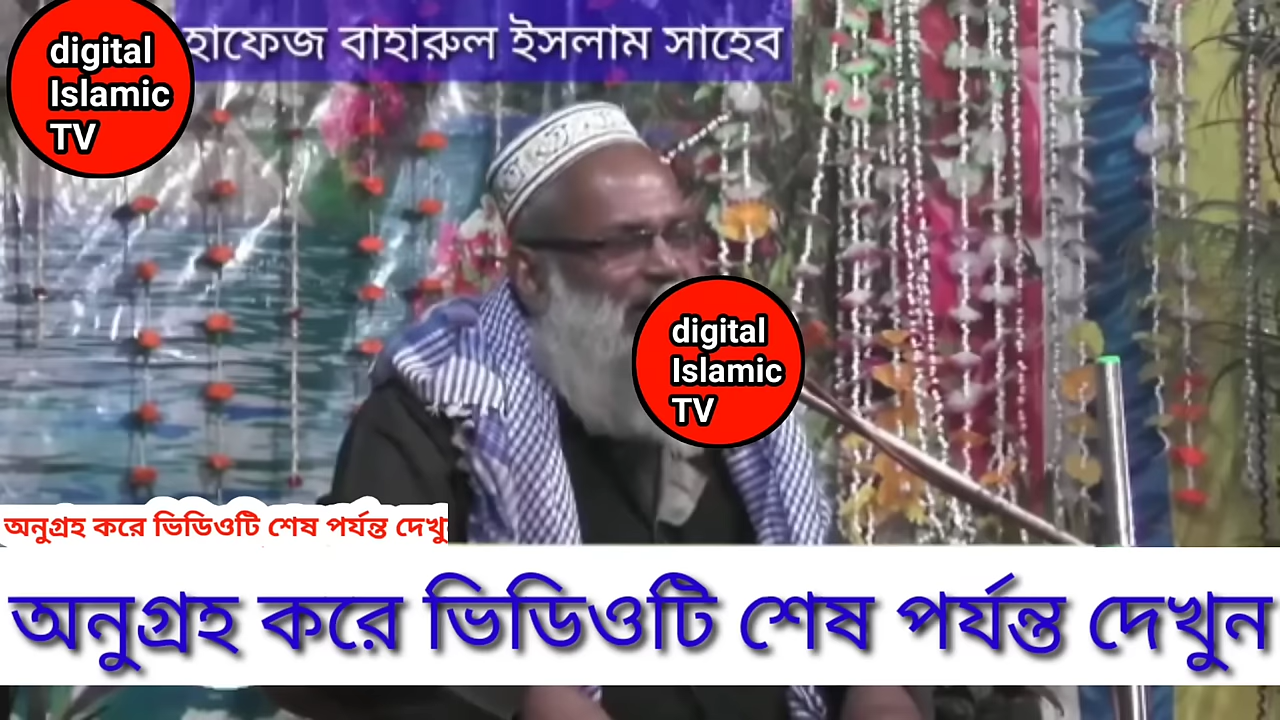 digital
Islamic
TV
হাফেজ বাহারুল ইসলাম সাহেব
digital
Islamic
TV
অনুগ্রহ করে ভিডিওটি শেষ পর্যন্ত দেখু
অনুগ্রহ করে ভিডিওটি শেষ পর্যন্ত দেখুন